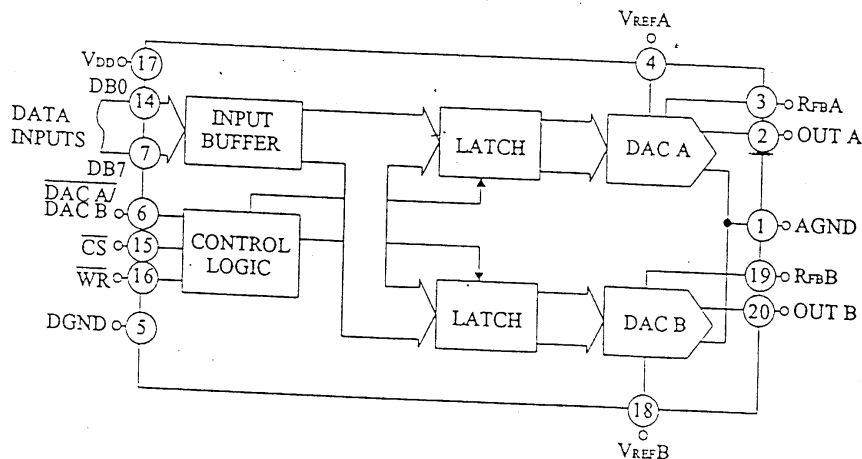 VREFA
4
VDD
17
DB0
14
DATA
INPUTS
7
DB7
INPUT
BUFFER
LATCH
DAC A
3
RFBA
2
OUT A
DAC A/
DAC B
6
CS
15
WR
16
CONTROL
LOGIC
1
AGND
19
RFBB
20
OUT B
DGND
5
LATCH
DAC B
18
VREFB